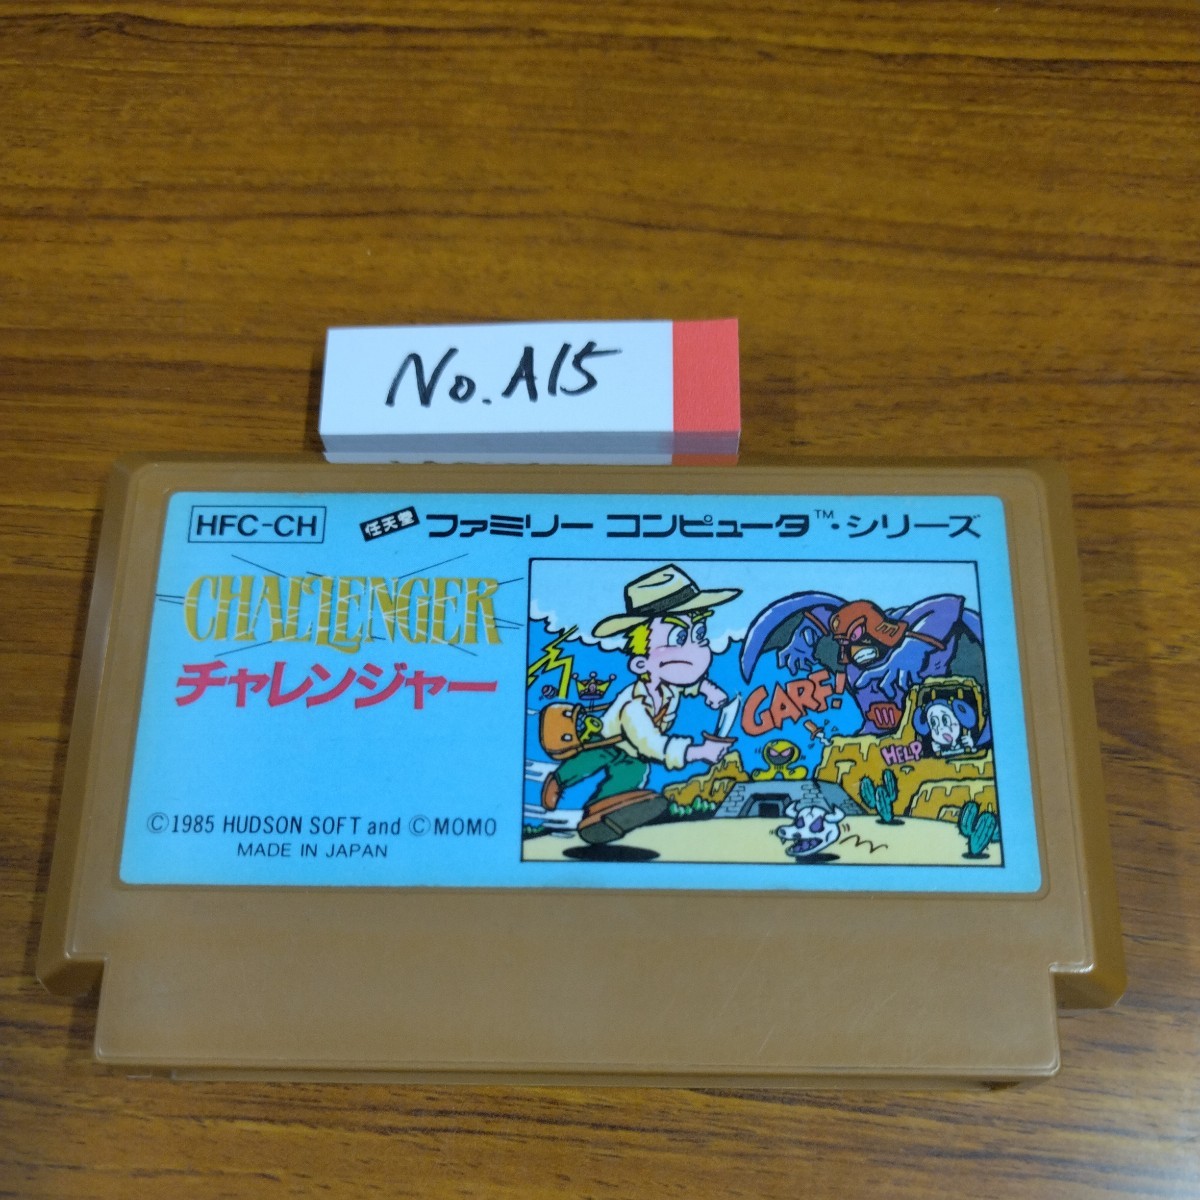 No. A15
HFC-CH
任天堂 ファミリー コンピュータ™・シリーズ
CHALLENGER
チャレンジャー
GARF!
HELP
©1985 HUDSON SOFT and ©MOMO
MADE IN JAPAN